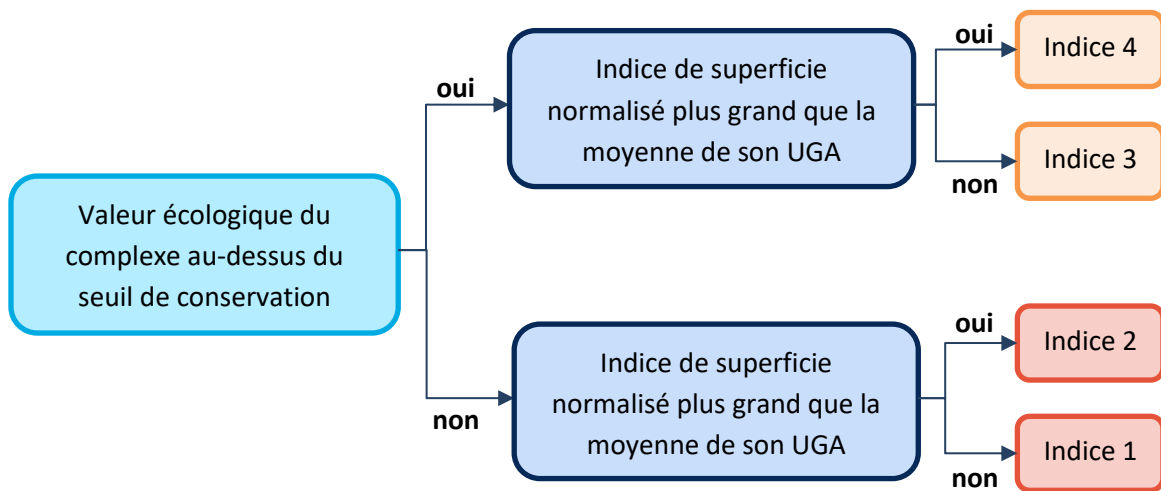 Valeur écologique du
complexe au-dessus du
seuil de conservation
oui
Indice de superficie
normalisé plus grand que la
moyenne de son UGA
oui
Indice 4
non
Indice 3
non
Indice de superficie
normalisé plus grand que la
moyenne de son UGA
oui
Indice 2
non
Indice 1